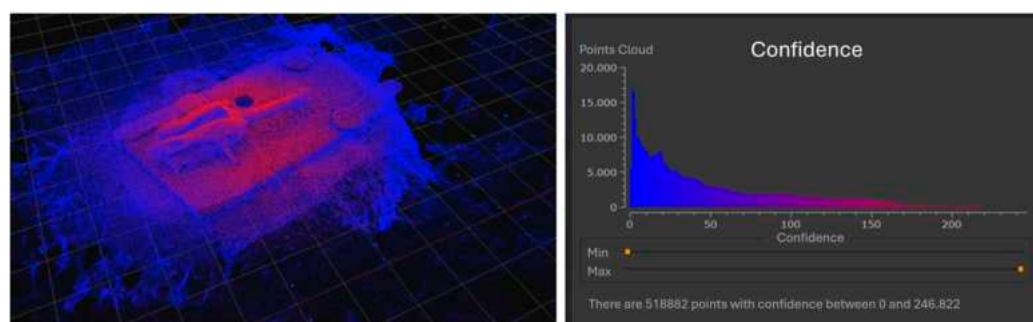 Points Cloud
Confidence
20.000
15.000
10.000
5.000
0
0 50 100 150 200
Confidence
Min
Max
There are 518882 points with confidence between 0 and 246.822